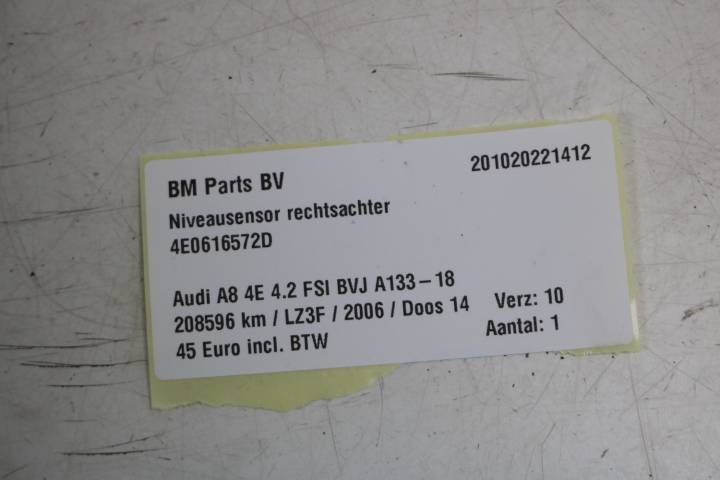 BM Parts BV
201020221412
Niveausensor rechtsachter
4E0616572D
Audi A8 4E 4.2 FSI BVJ A133-18
208596 km / LZ3F / 2006 / Doos 14
Verz: 10
45 Euro incl. BTW
Aantal: 1